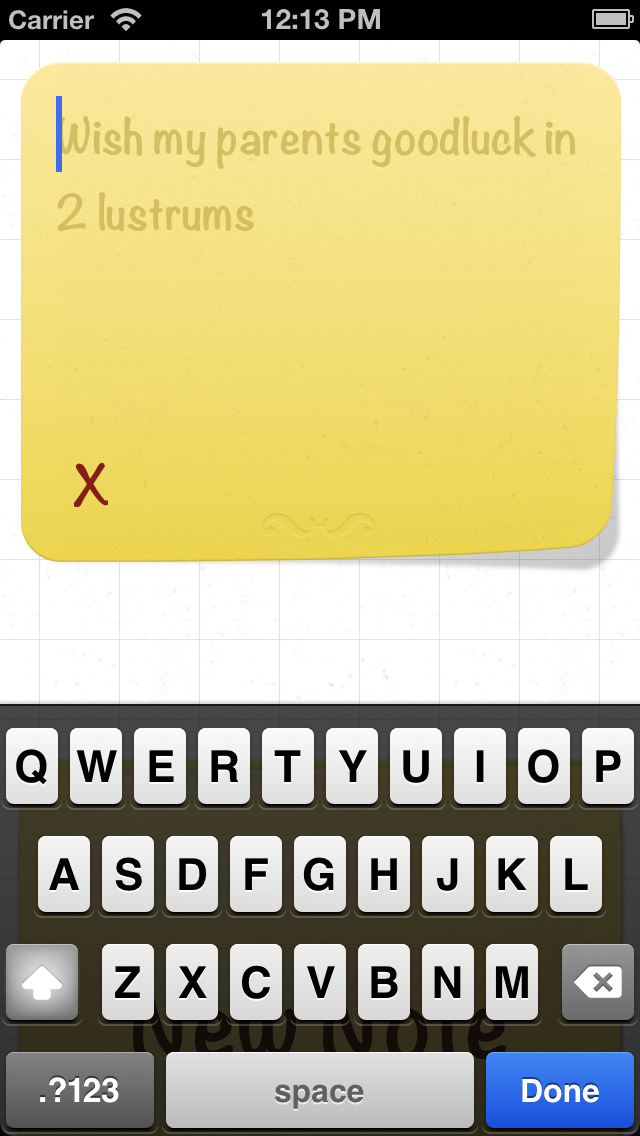 Carrier 12:13 PM
Wish my parents goodluck in
2 lustrums
X
Q W E R T Y U I O P
A S D F G H J K L
Z X C V B N M
New Note
.?123 space Done